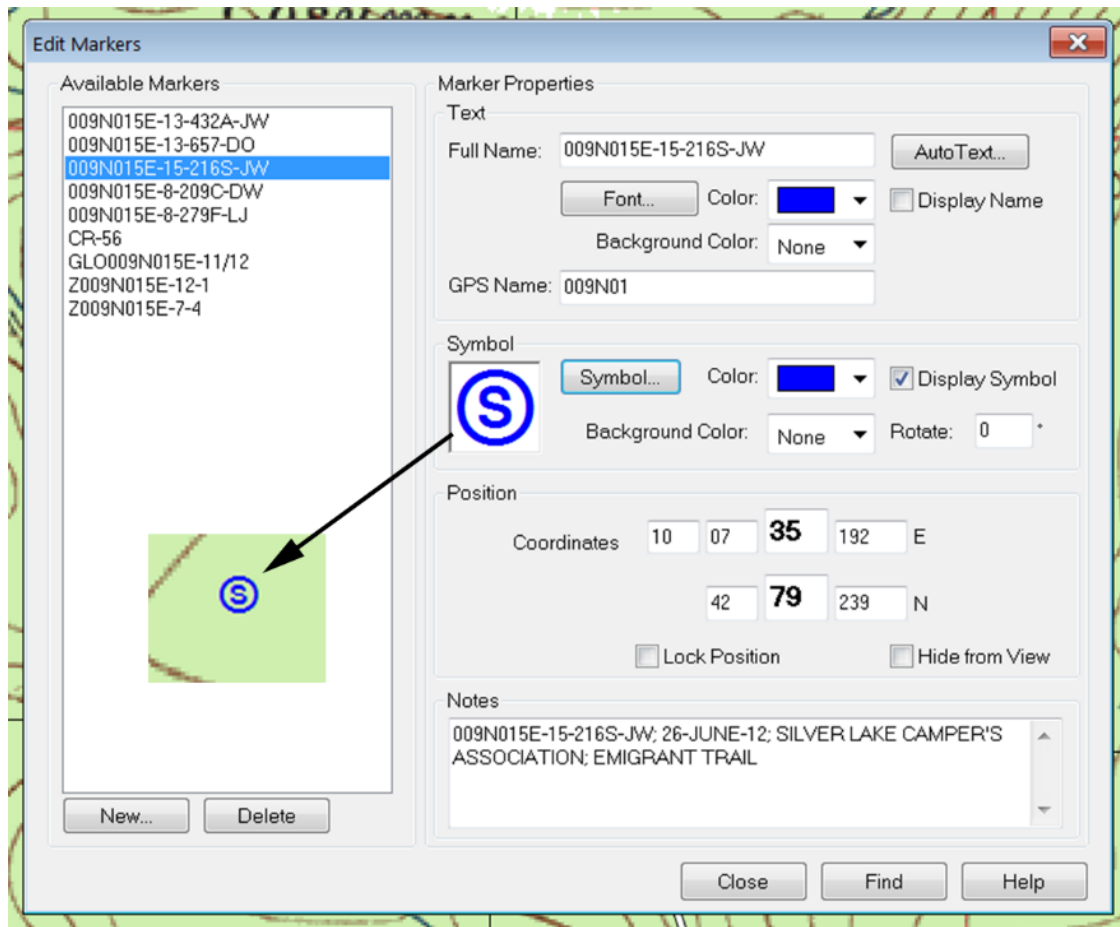 Edit Markers
Available Markers
009N015E-13-432A-JW
009N015E-13-657-DO
009N015E-15-216S-JW
009N015E-8-209C-DW
009N015E-8-279F-LJ
CR-56
GLO009N015E-11/12
Z009N015E-12-1
Z009N015E-7-4
S
New...
Delete
Marker Properties
Text
Full Name: 009N015E-15-216S-JW AutoText...
Font... Color: Display Name
Background Color: None
GPS Name: 009N01
Symbol
S Symbol... Color: Display Symbol
Background Color: None Rotate: 0 °
Position
Coordinates 10 07 35 192 E
42 79 239 N
Lock Position Hide from View
Notes
009N015E-15-216S-JW; 26-JUNE-12; SILVER LAKE CAMPER'S
ASSOCIATION; EMIGRANT TRAIL
Close Find Help